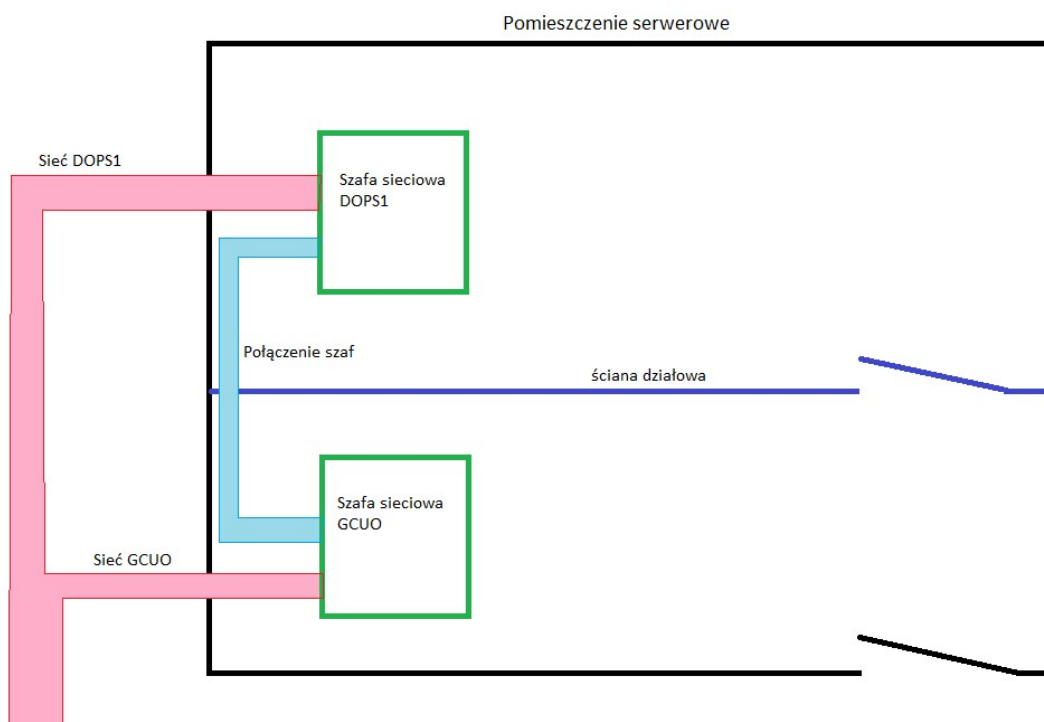 Pomieszczenie serwerowe
Sieć DOPS1
Szafa sieciowa
DOPS1
Połączenie szaf
ściana działowa
Szafa sieciowa
GCUO
Sieć GCUO